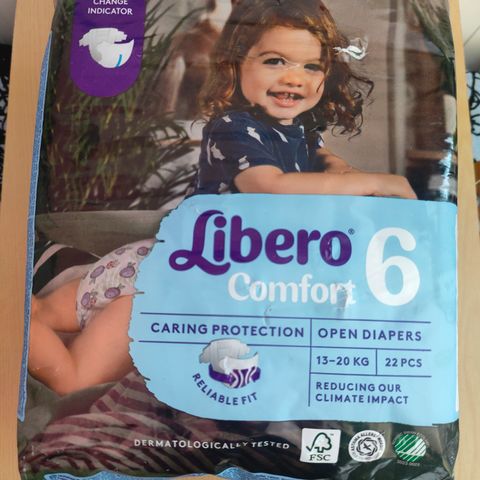 CHANGE
INDICATOR
Libero®
Comfort
6
CARING PROTECTION
OPEN DIAPERS
13-20 KG
22 PCS
RELIABLE FIT
REDUCING OUR
CLIMATE IMPACT
DERMATOLOGICALLY TESTED
FSC